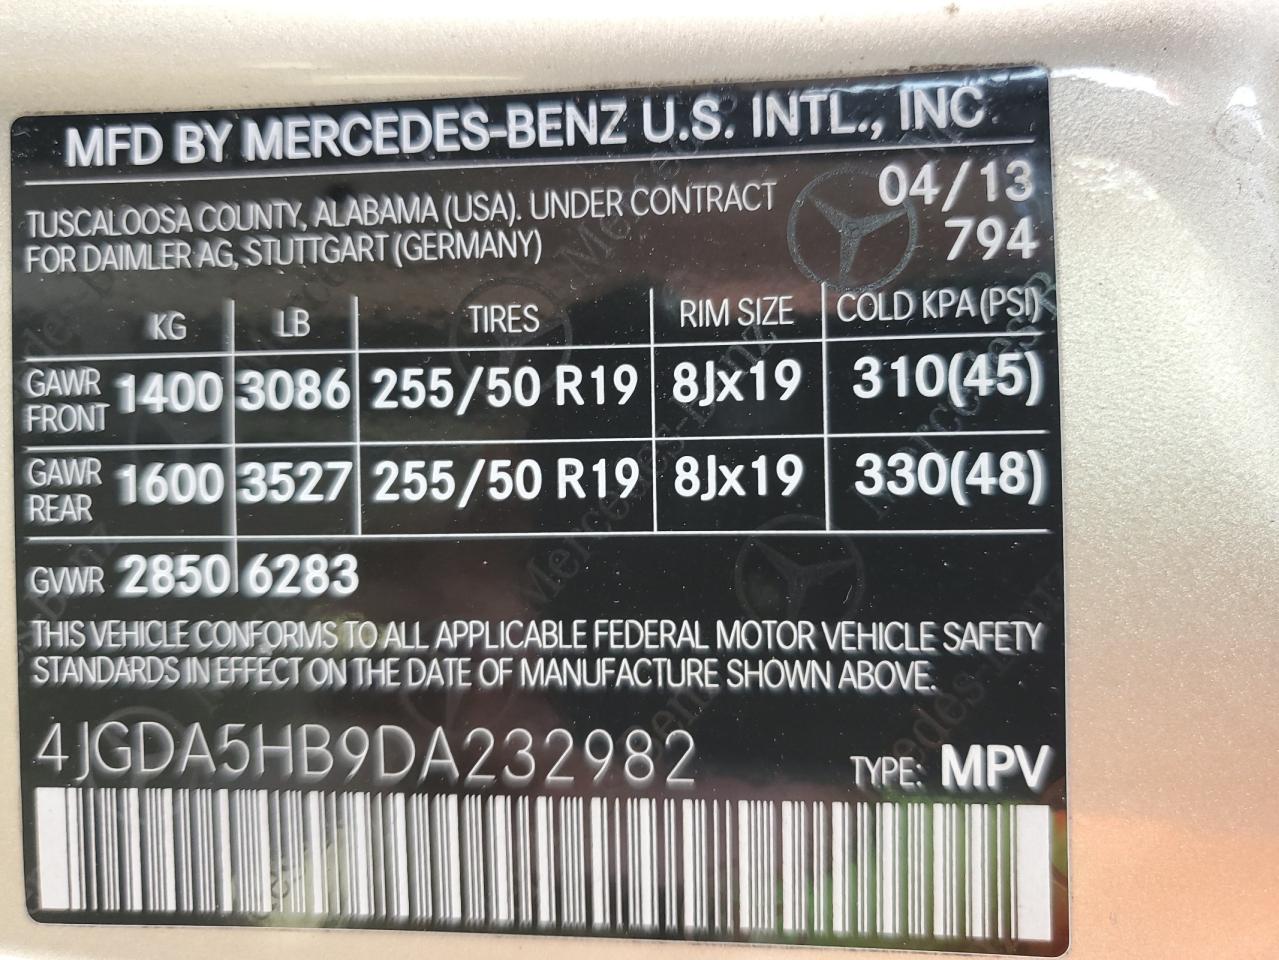 MFD BY MERCEDES-BENZ U.S. INTL., INC
TUSCALOOSA COUNTY, ALABAMA (USA). UNDER CONTRACT
FOR DAIMLER AG, STUTTGART (GERMANY)
04/13
794
KG LB TIRES RIM SIZE COLD KPA (PSI)
GAWR FRONT 1400 3086 255/50 R19 8Jx19 310(45)
GAWR REAR 1600 3527 255/50 R19 8Jx19 330(48)
GVWR 2850 6283
THIS VEHICLE CONFORMS TO ALL APPLICABLE FEDERAL MOTOR VEHICLE SAFETY
STANDARDS IN EFFECT ON THE DATE OF MANUFACTURE SHOWN ABOVE.
4JGDA5HB9DA232982
TYPE: MPV